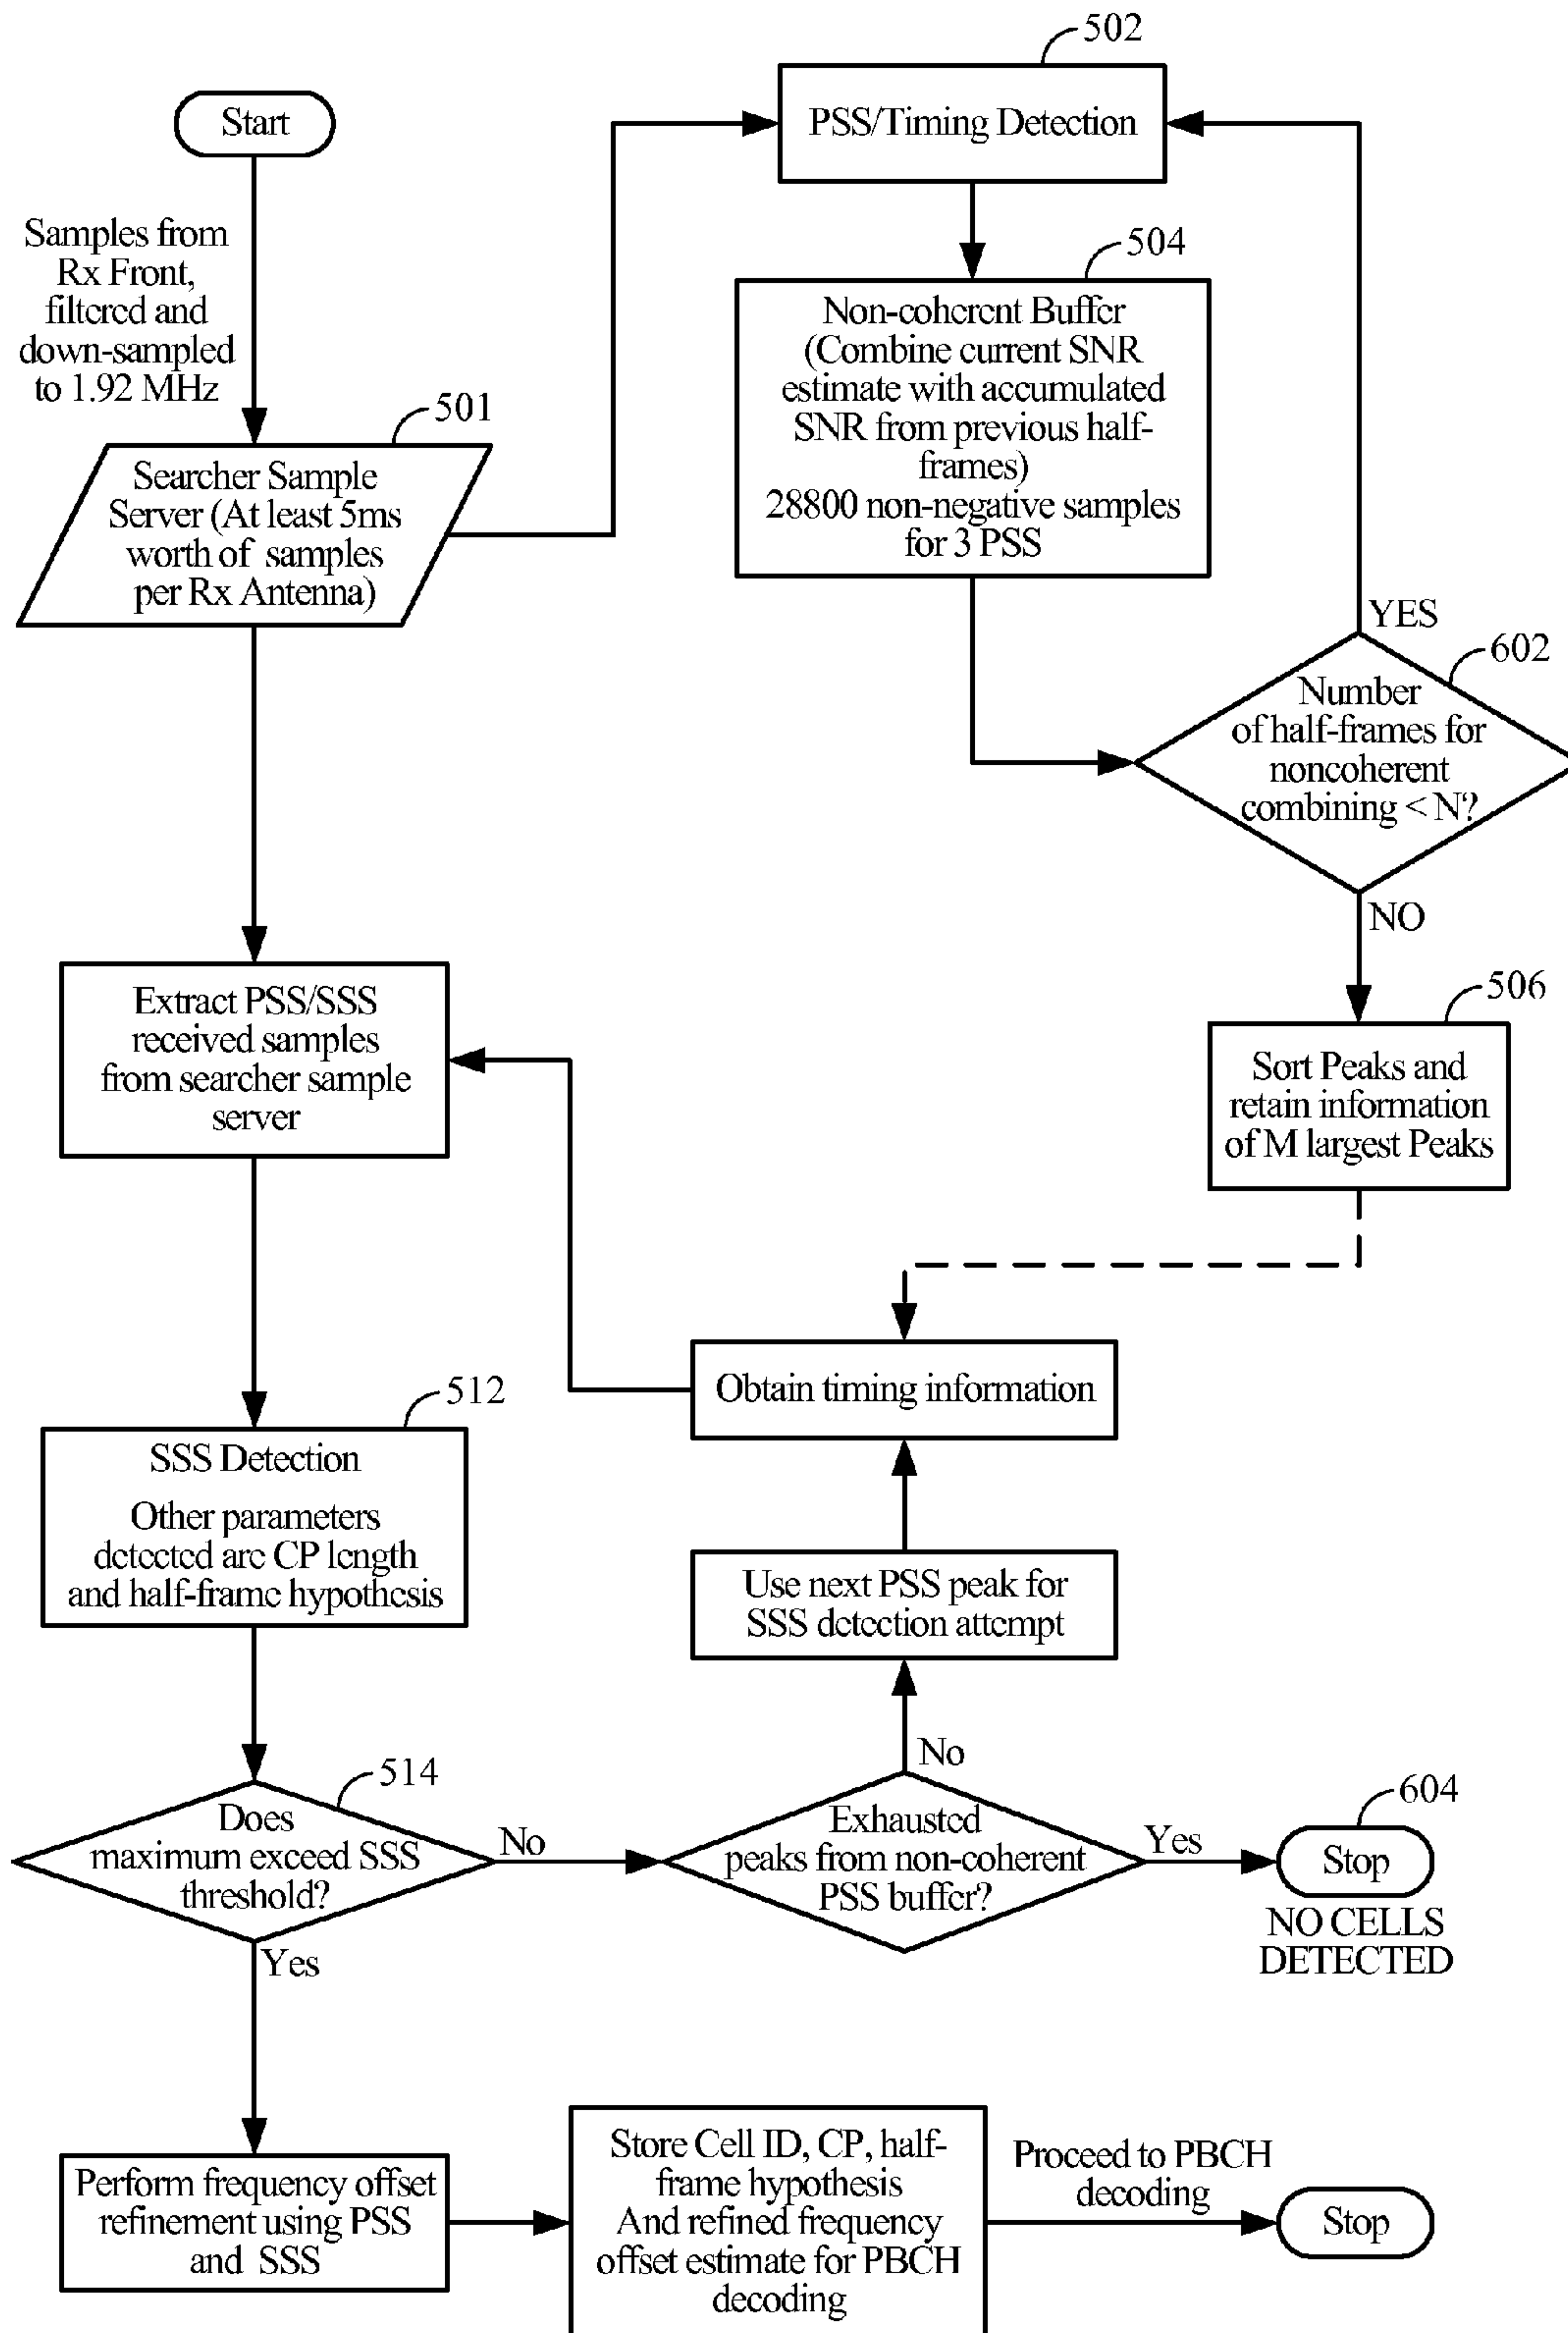 502
Start
PSS/Timing Detection
Samples from
Rx Front,
filtered and
down-sampled
to 1.92 MHz
504
Non-coherent Buffer
(Combine current SNR
estimate with accumulated
SNR from previous half-
frames)
28800 non-negative samples
for 3 PSS
501
Searcher Sample
Server (At least 5ms
worth of samples
per Rx Antenna)
YES
602
Number
of half-frames for
noncoherent
combining < N?
NO
506
Sort Peaks and
retain information
of M largest Peaks
Extract PSS/SSS
received samples
from searcher sample
server
Obtain timing information
512
SSS Detection
Other parameters
detected are CP length
and half-frame hypothesis
Use next PSS peak for
SSS detection attempt
No
514
Does
maximum exceed SSS
threshold?
No
Exhausted
peaks from non-coherent
PSS buffer?
Yes
604
Stop
NO CELLS
DETECTED
Yes
Perform frequency offset
refinement using PSS
and SSS
Store Cell ID, CP, half-
frame hypothesis
And refined frequency
offset estimate for PBCH
decoding
Proceed to PBCH
decoding
Stop